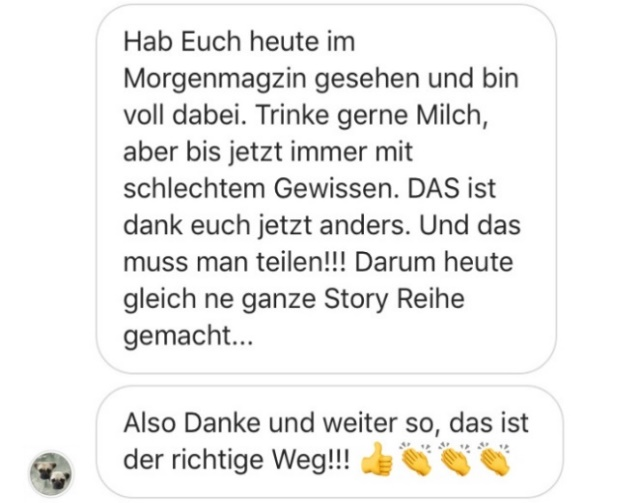 Hab Euch heute im
Morgenmagzin gesehen und bin
voll dabei. Trinke gerne Milch,
aber bis jetzt immer mit
schlechtem Gewissen. DAS ist
dank euch jetzt anders. Und das
muss man teilen!!! Darum heute
gleich ne ganze Story Reihe
gemacht...
Also Danke und weiter so, das ist
der richtige Weg!!! 👍👏👏👏